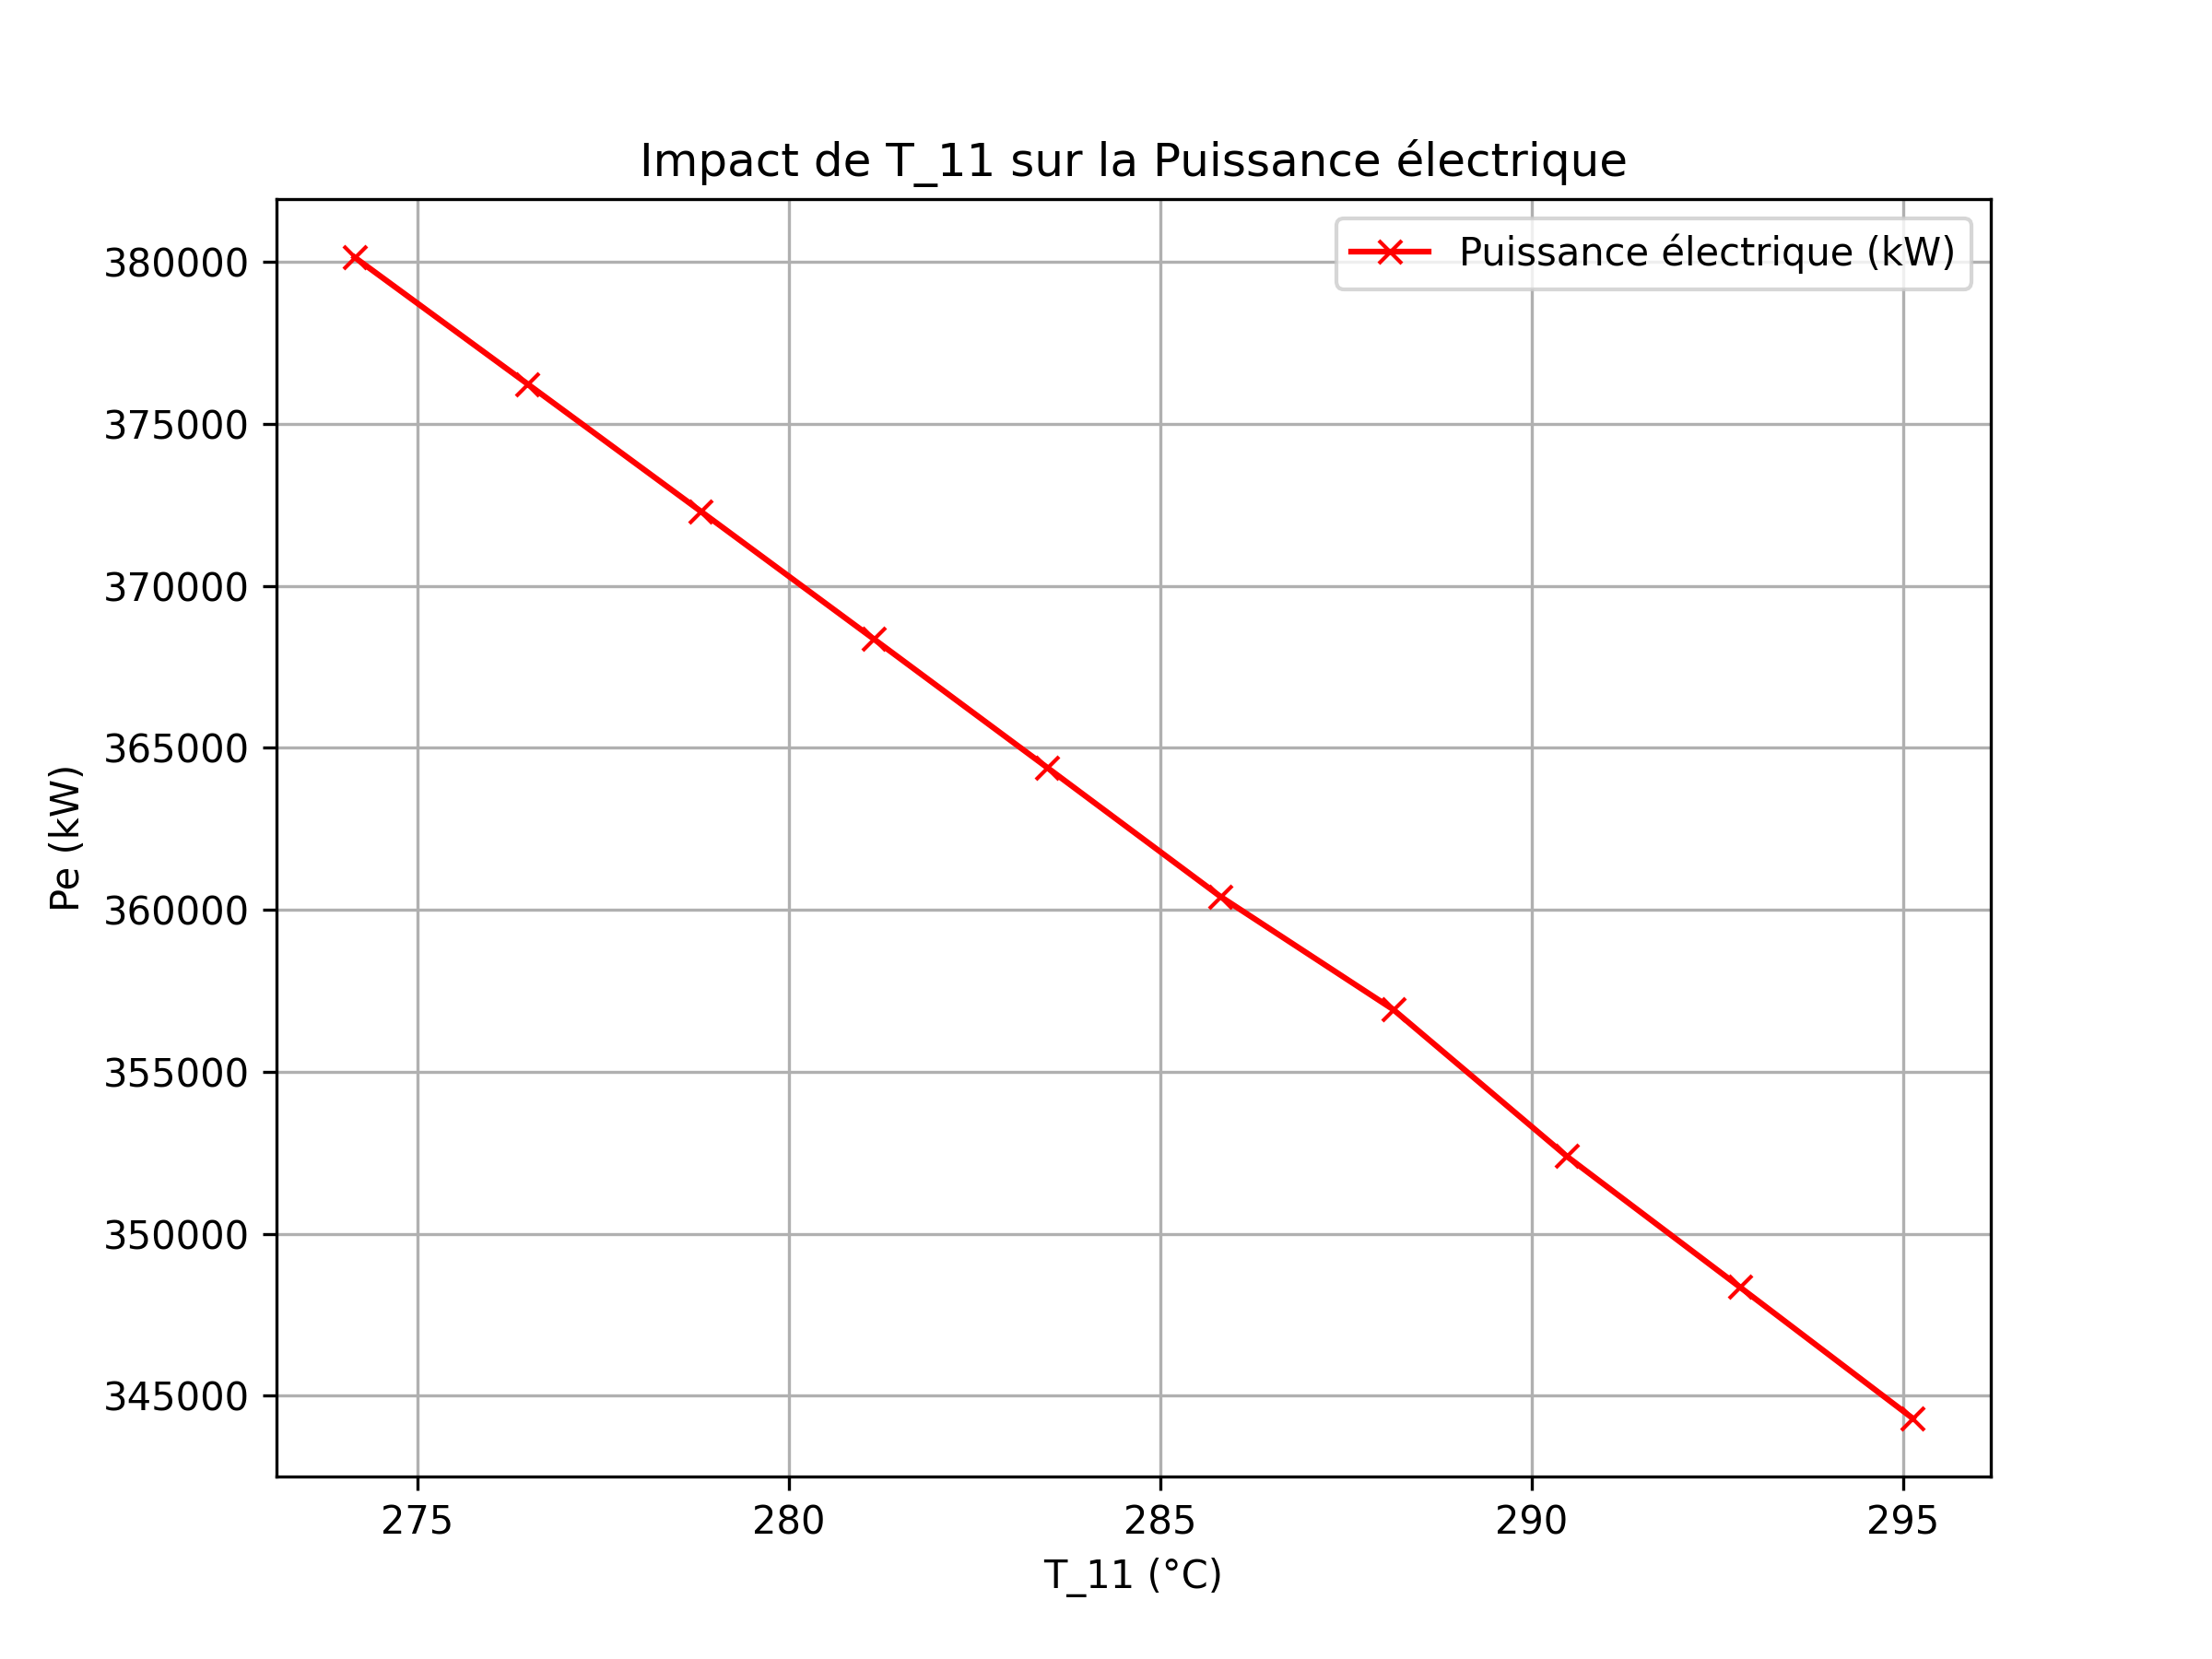 Impact de T_11 sur la Puissance électrique
Puissance électrique (kW)
380000
375000
370000
365000
360000
355000
350000
345000
Pe (kW)
275 280 285 290 295
T_11 (°C)